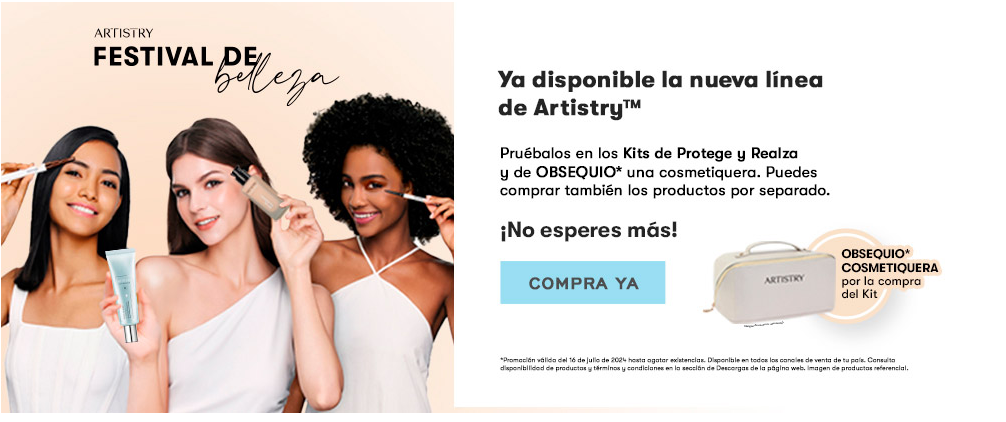 ARTISTRY
FESTIVAL DE
belleza
Ya disponible la nueva línea
de Artistry™
Pruébalos en los Kits de Protege y Realza
y de OBSEQUIO* una cosmetiquera. Puedes
comprar también los productos por separado.
¡No esperes más!
COMPRA YA
ARTISTRY
OBSEQUIO*
COSMETIQUERA
por la compra
del Kit
*Promoción válida del 16 de julio de 2024 hasta agotar existencias. Disponible en todos los canales de venta de tu país. Consulta
disponibilidad de productos y términos y condiciones en la sección de Descargas de la página web. Imagen de productos referencial.